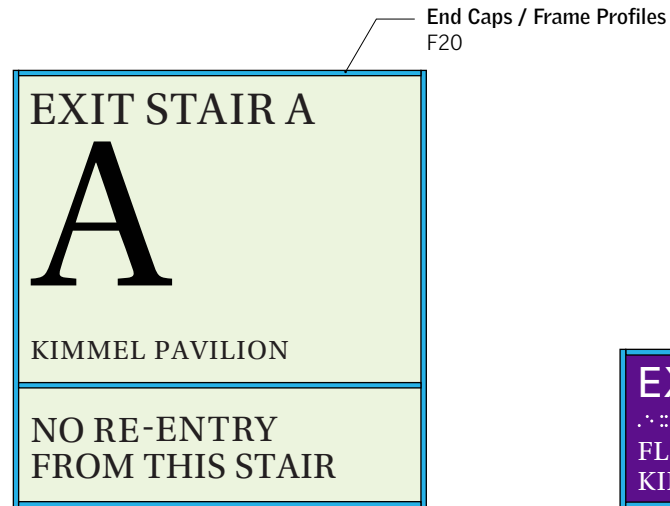 End Caps / Frame Profiles
F20
EXIT STAIR A
A
KIMMEL PAVILION
NO RE-ENTRY
FROM THIS STAIR